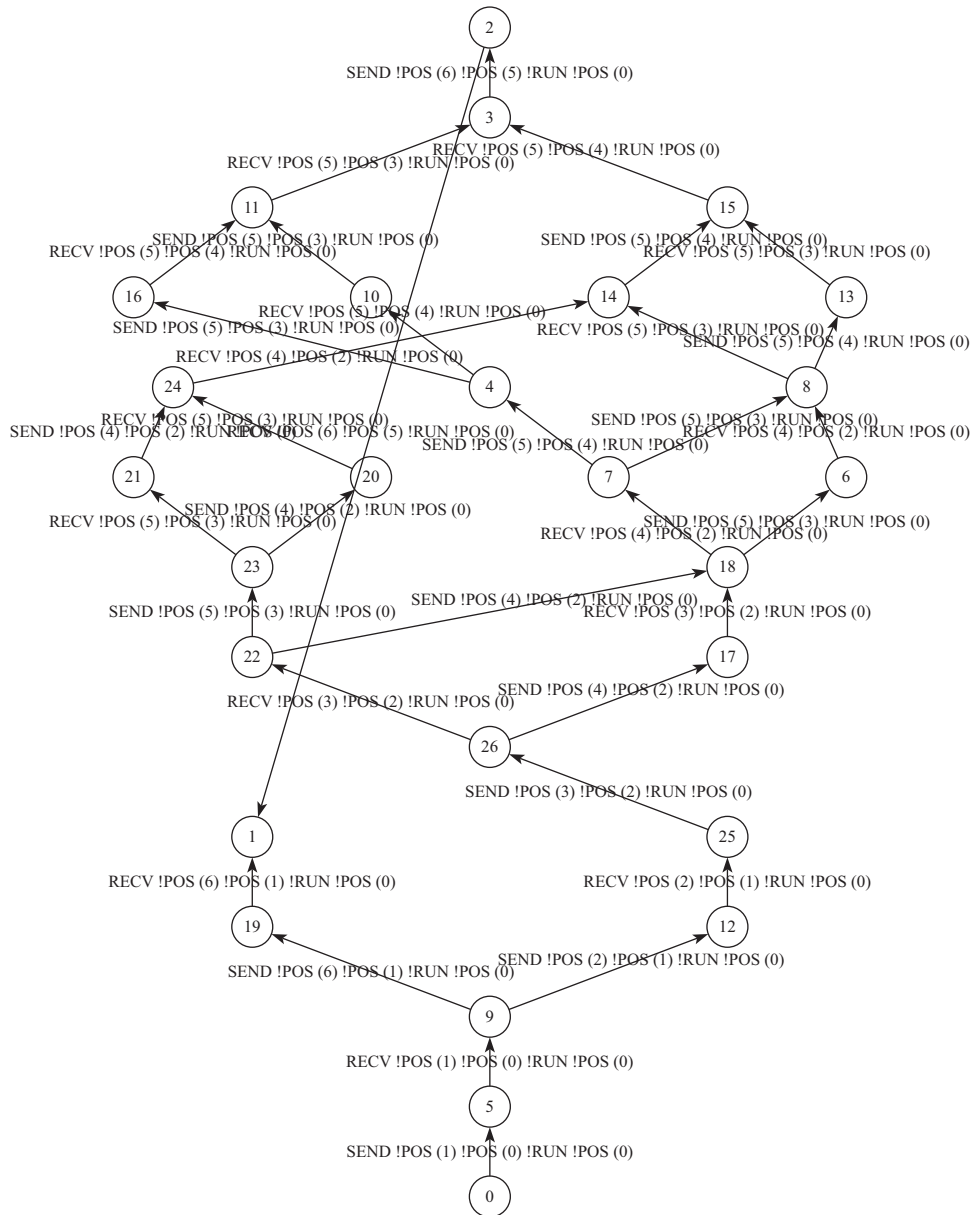 2
SEND !POS (6) !POS (5) !RUN !POS (0)
3
RECV !POS (5) !POS (4) !RUN !POS (0)
RECV !POS (5) !POS (3) !RUN !POS (0)
11
15
SEND !POS (5) !POS (3) !RUN !POS (0)
SEND !POS (5) !POS (4) !RUN !POS (0)
RECV !POS (5) !POS (4) !RUN !POS (0)
RECV !POS (5) !POS (3) !RUN !POS (0)
16
10
14
13
RECV !POS (5) !POS (4) !RUN !POS (0)
SEND !POS (5) !POS (3) !RUN !POS (0)
RECV !POS (5) !POS (3) !RUN !POS (0)
SEND !POS (5) !POS (4) !RUN !POS (0)
RECV !POS (4) !POS (2) !RUN !POS (0)
24
4
8
RECV !POS (5) !POS (3) !RUN !POS (0)
SEND !POS (5) !POS (3) !RUN !POS (0)
SEND !POS (4) !POS (2) !RUN !POS (0)
RECV !POS (6) !POS (5) !RUN !POS (0)
RECV !POS (4) !POS (2) !RUN !POS (0)
SEND !POS (5) !POS (4) !RUN !POS (0)
21
20
7
6
SEND !POS (4) !POS (2) !RUN !POS (0)
RECV !POS (5) !POS (3) !RUN !POS (0)
SEND !POS (5) !POS (3) !RUN !POS (0)
RECV !POS (4) !POS (2) !RUN !POS (0)
23
18
SEND !POS (4) !POS (2) !RUN !POS (0)
SEND !POS (5) !POS (3) !RUN !POS (0)
RECV !POS (3) !POS (2) !RUN !POS (0)
22
17
SEND !POS (4) !POS (2) !RUN !POS (0)
RECV !POS (3) !POS (2) !RUN !POS (0)
26
SEND !POS (3) !POS (2) !RUN !POS (0)
1
25
RECV !POS (6) !POS (1) !RUN !POS (0)
RECV !POS (2) !POS (1) !RUN !POS (0)
19
12
SEND !POS (2) !POS (1) !RUN !POS (0)
SEND !POS (6) !POS (1) !RUN !POS (0)
9
RECV !POS (1) !POS (0) !RUN !POS (0)
5
SEND !POS (1) !POS (0) !RUN !POS (0)
0